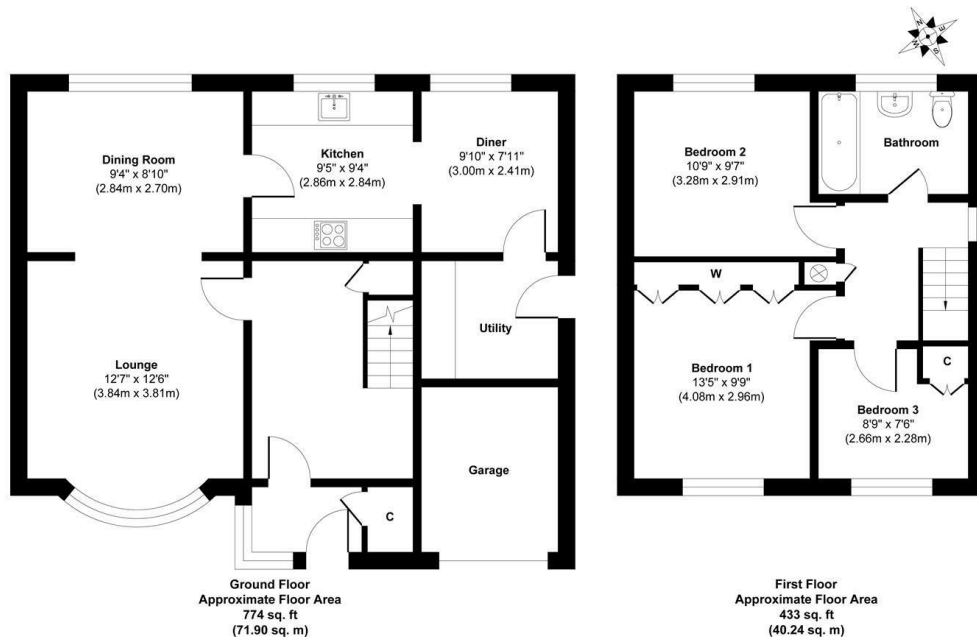 N
E
S
W
Dining Room
9'4" x 8'10"
(2.84m x 2.70m)
Kitchen
9'5" x 9'4"
(2.86m x 2.84m)
Diner
9'10" x 7'11"
(3.00m x 2.41m)
Lounge
12'7" x 12'6"
(3.84m x 3.81m)
Utility
Garage
C
Ground Floor
Approximate Floor Area
774 sq. ft
(71.90 sq. m)
Bedroom 2
10'9" x 9'7"
(3.28m x 2.91m)
Bathroom
W
Bedroom 1
13'5" x 9'9"
(4.08m x 2.96m)
C
Bedroom 3
8'9" x 7'6"
(2.66m x 2.28m)
First Floor
Approximate Floor Area
433 sq. ft
(40.24 sq. m)